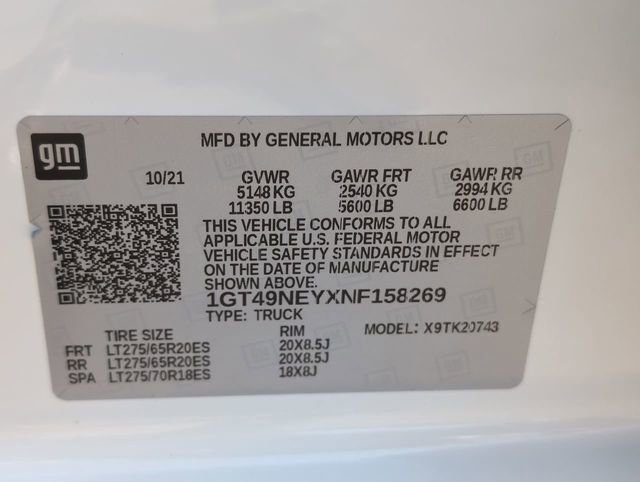 gm
MFD BY GENERAL MOTORS LLC
10/21 GVWR GAWR FRT GAWR RR
5148 KG 2540 KG 2994 KG
11350 LB 5600 LB 6600 LB
THIS VEHICLE CONFORMS TO ALL
APPLICABLE U.S. FEDERAL MOTOR
VEHICLE SAFETY STANDARDS IN EFFECT
ON THE DATE OF MANUFACTURE
SHOWN ABOVE.
1GT49NEYXNF158269
TYPE: TRUCK
TIRE SIZE RIM MODEL: X9TK20743
FRT LT275/65R20ES 20X8.5J
RR LT275/65R20ES 20X8.5J
SPA LT275/70R18ES 18X8J